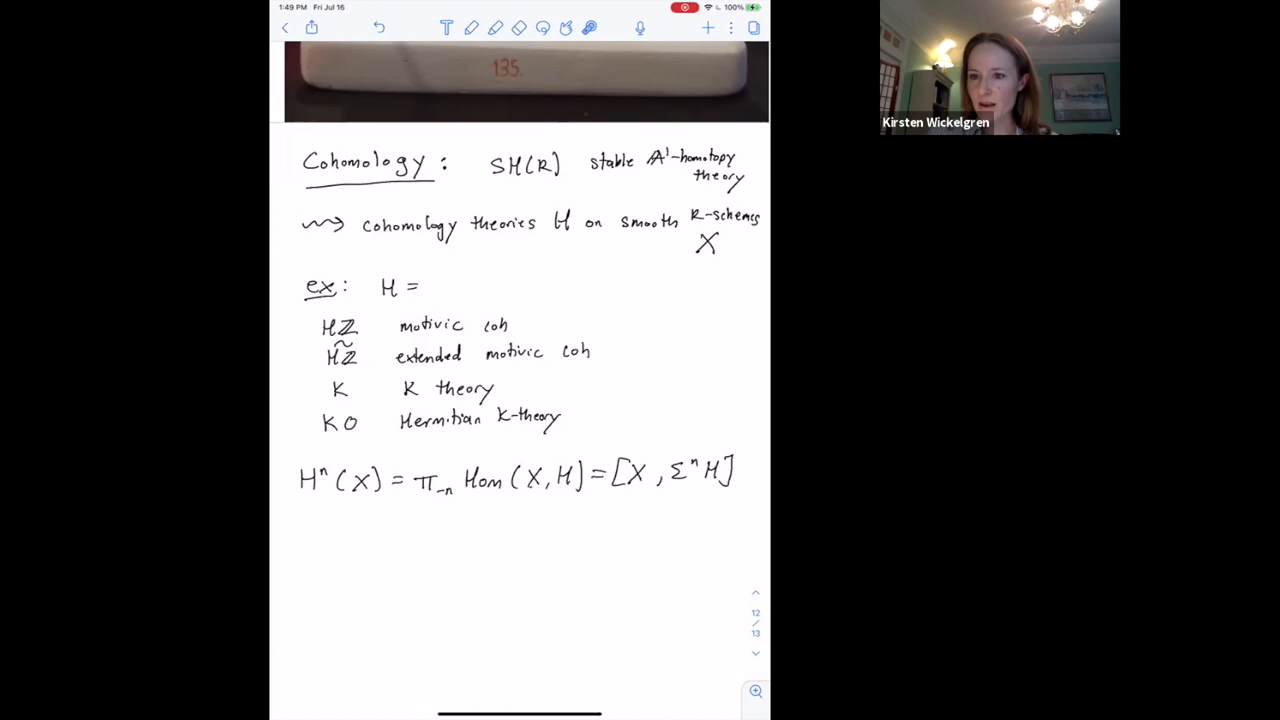 1:49 PM Fri Jul 16
100%
T
135.
Kirsten Wickelgren
Cohomology: SH(k) stable A¹-homotopy theory
⇝ cohomology theories H on smooth k-schemes X
ex: H =
HZ motivic coh
HZ̃ extended motivic coh
K K theory
KO Hermitian K-theory
Hⁿ(X) = π₋ₙ Hom(X, H) = [X, Σⁿ H]
12
/
13